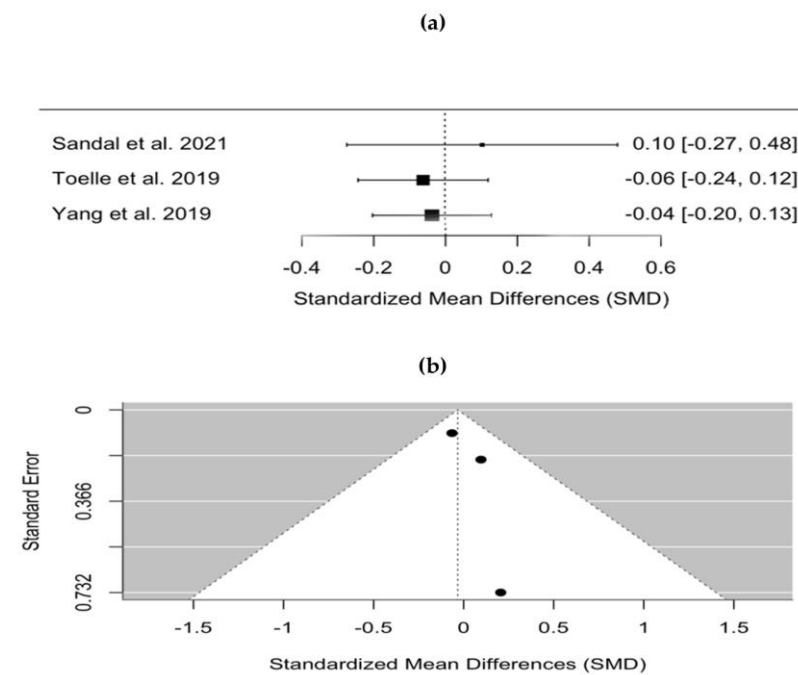 (a)
Sandal et al. 2021 0.10 [-0.27, 0.48]
Toelle et al. 2019 -0.06 [-0.24, 0.12]
Yang et al. 2019 -0.04 [-0.20, 0.13]
-0.4 -0.2 0 0.2 0.4 0.6
Standardized Mean Differences (SMD)
(b)
Standard Error
0
0.366
0.732
-1.5 -1 -0.5 0 0.5 1 1.5
Standardized Mean Differences (SMD)